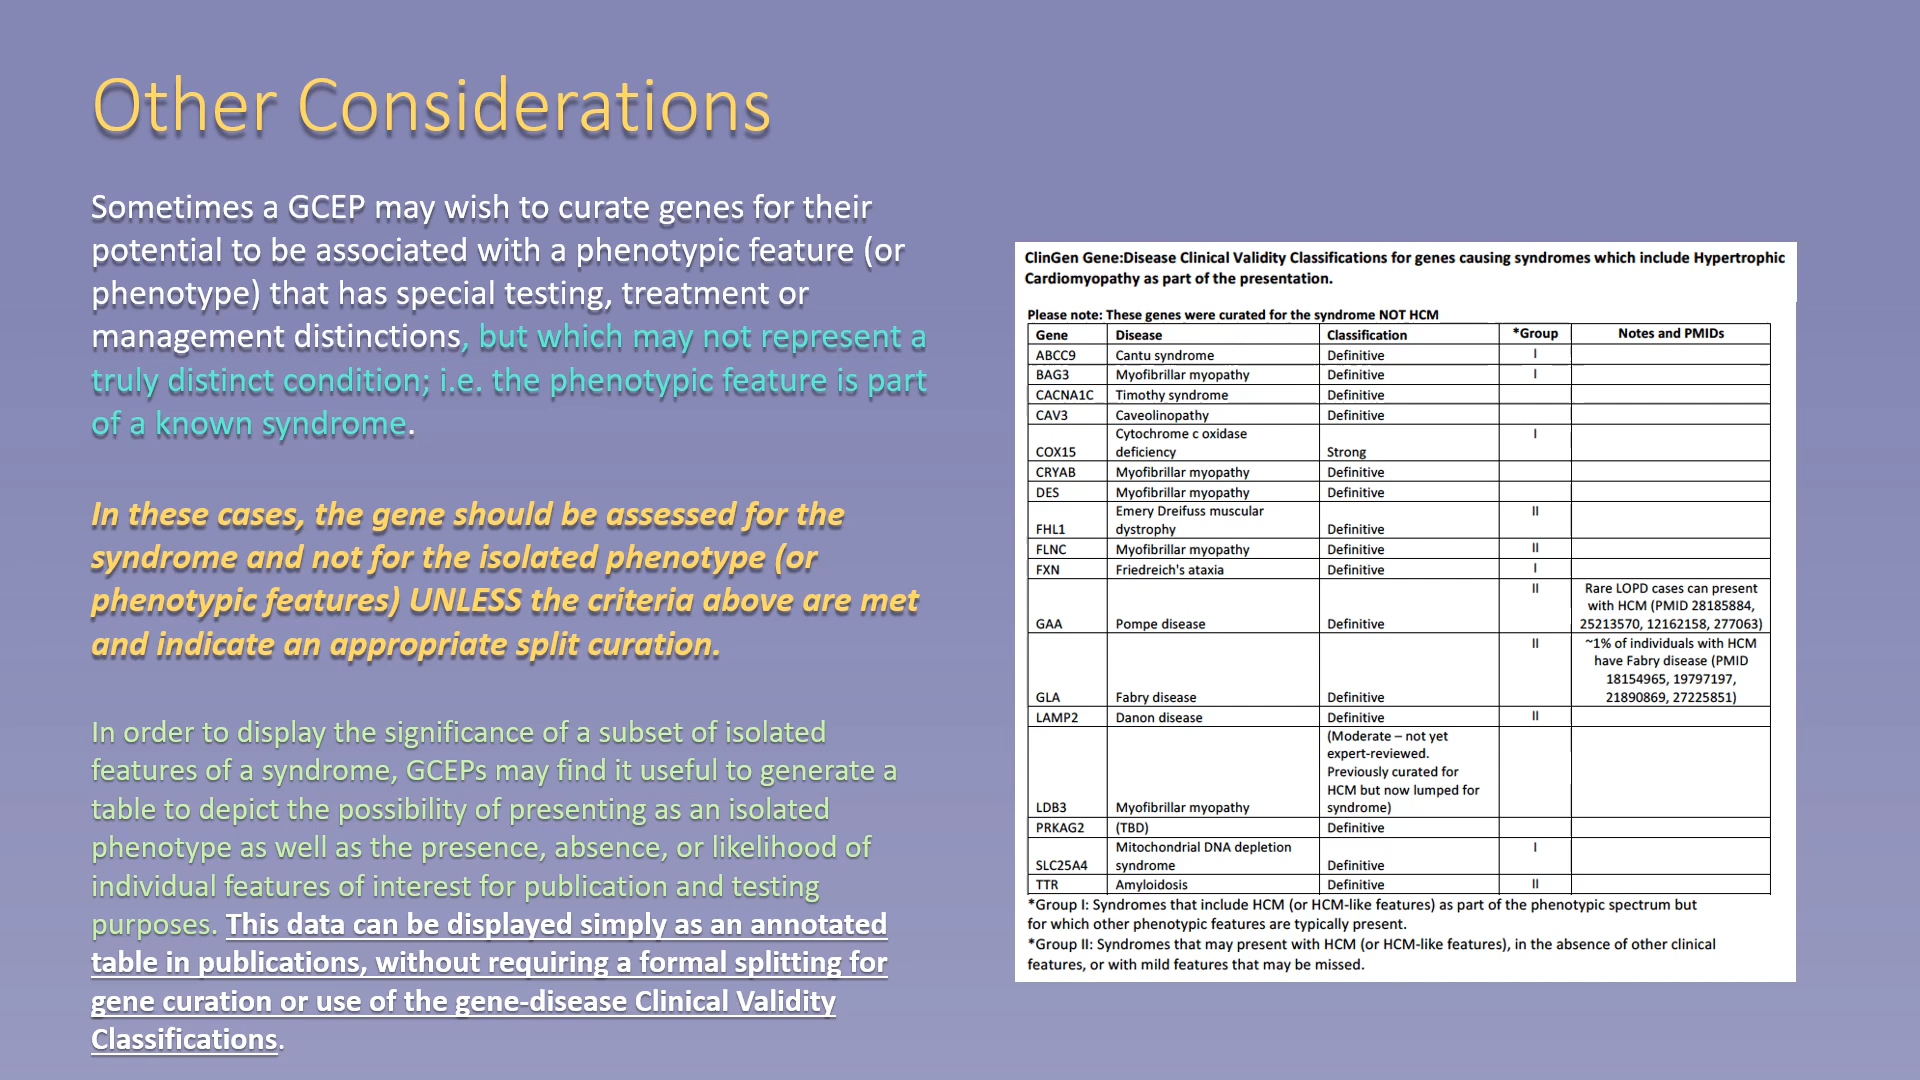 Other Considerations
Sometimes a GCEP may wish to curate genes for their
potential to be associated with a phenotypic feature (or
phenotype) that has special testing, treatment or
management distinctions, but which may not represent a
truly distinct condition; i.e. the phenotypic feature is part
of a known syndrome.
In these cases, the gene should be assessed for the
syndrome and not for the isolated phenotype (or
phenotypic features) UNLESS the criteria above are met
and indicate an appropriate split curation.
In order to display the significance of a subset of isolated
features of a syndrome, GCEPs may find it useful to generate a
table to depict the possibility of presenting as an isolated
phenotype as well as the presence, absence, or likelihood of
individual features of interest for publication and testing
purposes. This data can be displayed simply as an annotated
table in publications, without requiring a formal splitting for
gene curation or use of the gene-disease Clinical Validity
Classifications.
ClinGen Gene:Disease Clinical Validity Classifications for genes causing syndromes which include Hypertrophic
Cardiomyopathy as part of the presentation.
Please note: These genes were curated for the syndrome NOT HCM
Gene Disease Classification *Group Notes and PMIDs
ABCC9 Cantu syndrome Definitive I
BAG3 Myofibrillar myopathy Definitive I
CACNA1C Timothy syndrome Definitive
CAV3 Caveolinopathy Definitive
Cytochrome c oxidase I
COX15 deficiency Strong
CRYAB Myofibrillar myopathy Definitive
DES Myofibrillar myopathy Definitive
Emery Dreifuss muscular II
FHL1 dystrophy Definitive
FLNC Myofibrillar myopathy Definitive II
FXN Friedreich's ataxia Definitive I
II Rare LOPD cases can present
with HCM (PMID 28185884,
GAA Pompe disease Definitive 25213570, 12162158, 277063)
II ~1% of individuals with HCM
have Fabry disease (PMID
18154965, 19797197,
GLA Fabry disease Definitive 21890869, 27225851)
LAMP2 Danon disease Definitive II
(Moderate – not yet
expert-reviewed.
Previously curated for
HCM but now lumped for
LDB3 Myofibrillar myopathy syndrome)
PRKAG2 (TBD) Definitive
Mitochondrial DNA depletion I
SLC25A4 syndrome Definitive
TTR Amyloidosis Definitive II
*Group I: Syndromes that include HCM (or HCM-like features) as part of the phenotypic spectrum but
for which other phenotypic features are typically present.
*Group II: Syndromes that may present with HCM (or HCM-like features), in the absence of other clinical
features, or with mild features that may be missed.